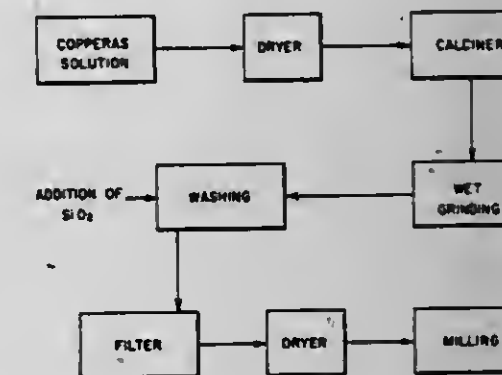 COPPERAS
SOLUTION
DRYER
CALCINER
ADDITION OF
SiO₂
WASHING
WET
GRINDING
FILTER
DRYER
MILLING